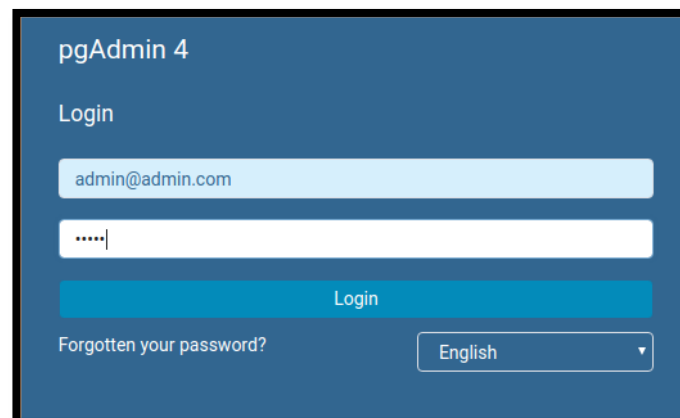 pgAdmin 4
Login
admin@admin.com
•••••
Login
Forgotten your password?
English